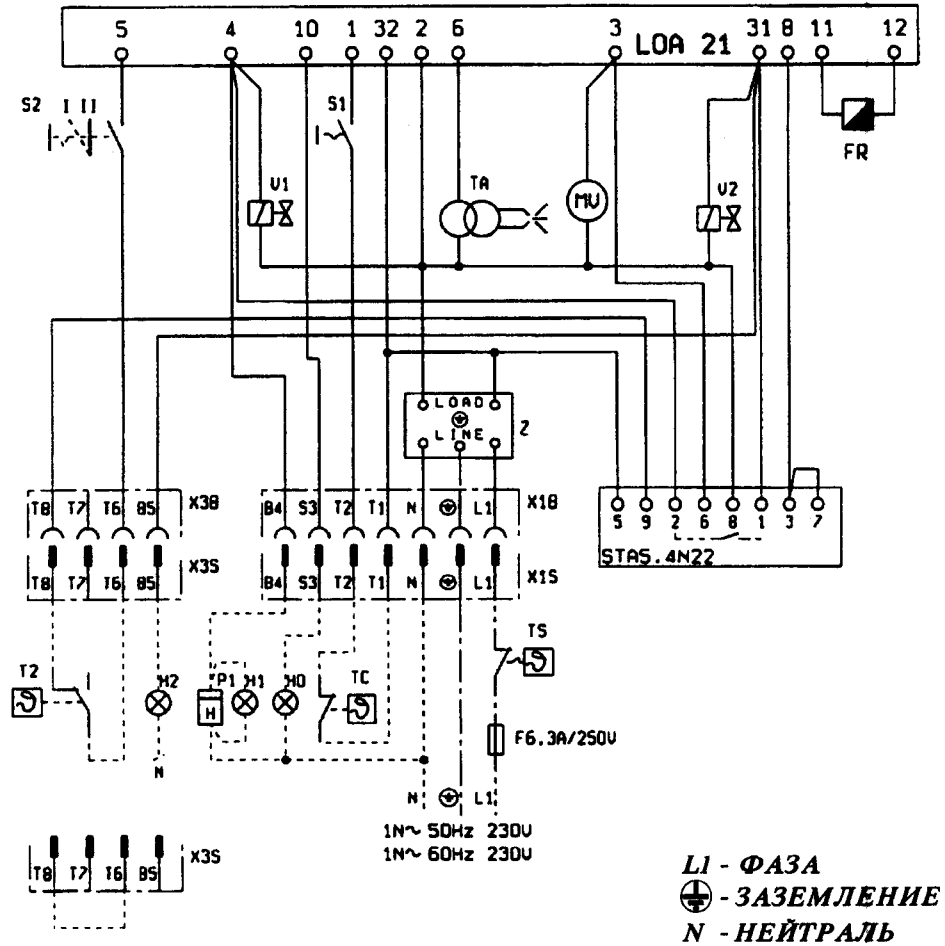 5 4 10 1 32 2 6 3 31 8 11 12
LOA 21
S2 I II S1
FR
V1 TA MV V2
LOAD
LINE Z
T8 T7 T6 B5 X3B B4 S3 T2 T1 N L1 X1B
5 9 2 6 8 1 3 7
STA5.4N22
T8 T7 T6 B5 X3S B4 S3 T2 T1 N L1 X1S
TS
T2 H2 P1 H1 H0 TC
H
F6.3A/250V
N
N L1
1N~ 50Hz 230V
1N~ 60Hz 230V
T8 T7 T6 B5 X3S
L1 - ФАЗА
- ЗАЗЕМЛЕНИЕ
N - НЕЙТРАЛЬ